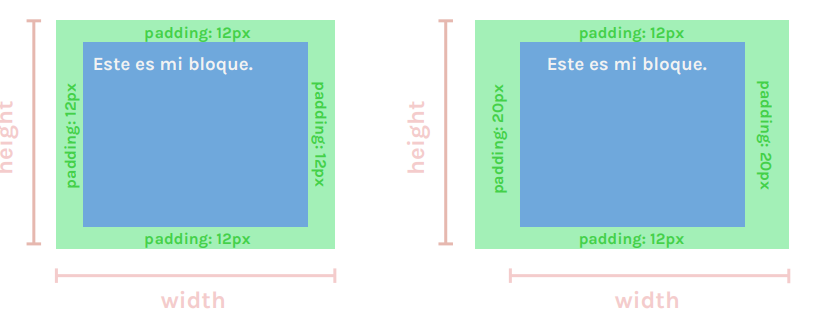 padding: 12px
Este es mi bloque.
padding: 12px
padding: 12px
padding: 12px
height
width
padding: 12px
Este es mi bloque.
padding: 20px
padding: 20px
padding: 12px
height
width